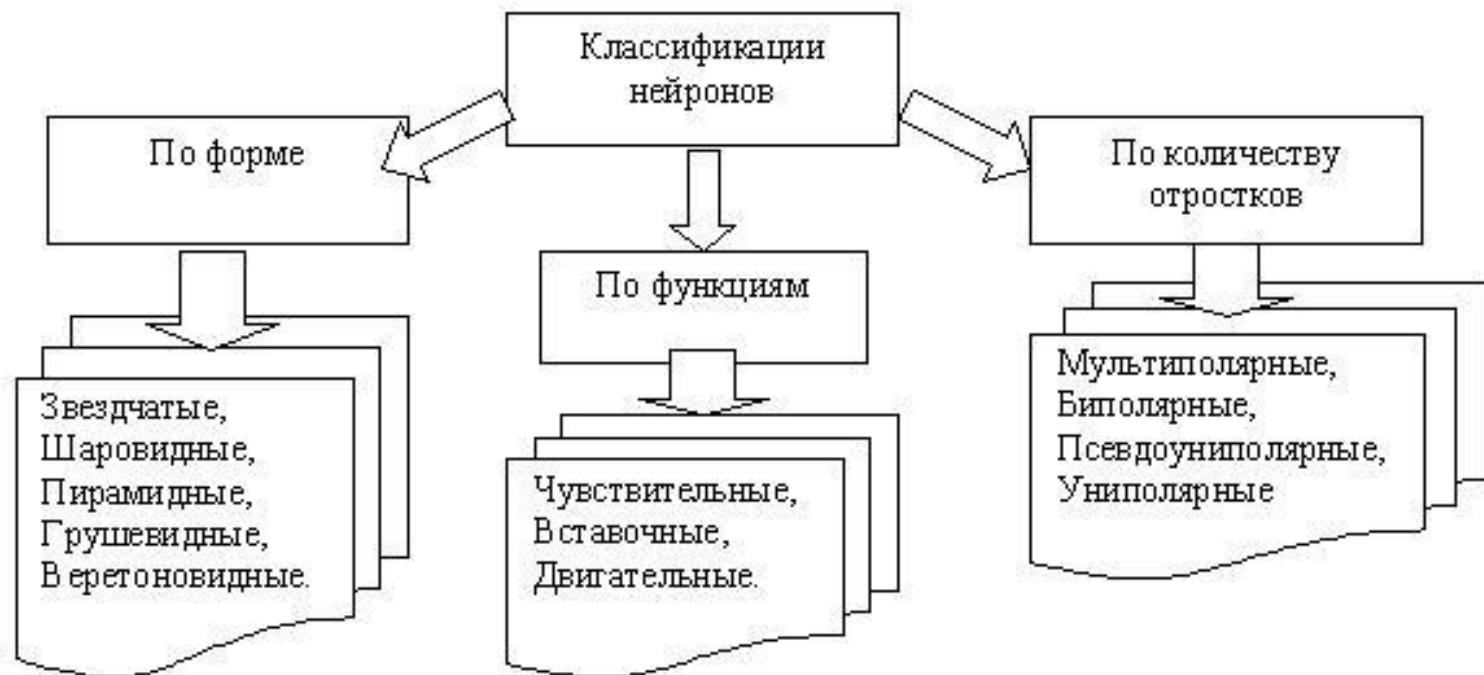 Классификации
нейронов
По форме
По количеству
отростков
По функциям
Звездчатые,
Шаровидные,
Пирамидные,
Грушевидные,
Веретоновидные.
Чувствительные,
Вставочные,
Двигательные.
Мультиполярные,
Биполярные,
Псевдоуниполярные,
Униполярные